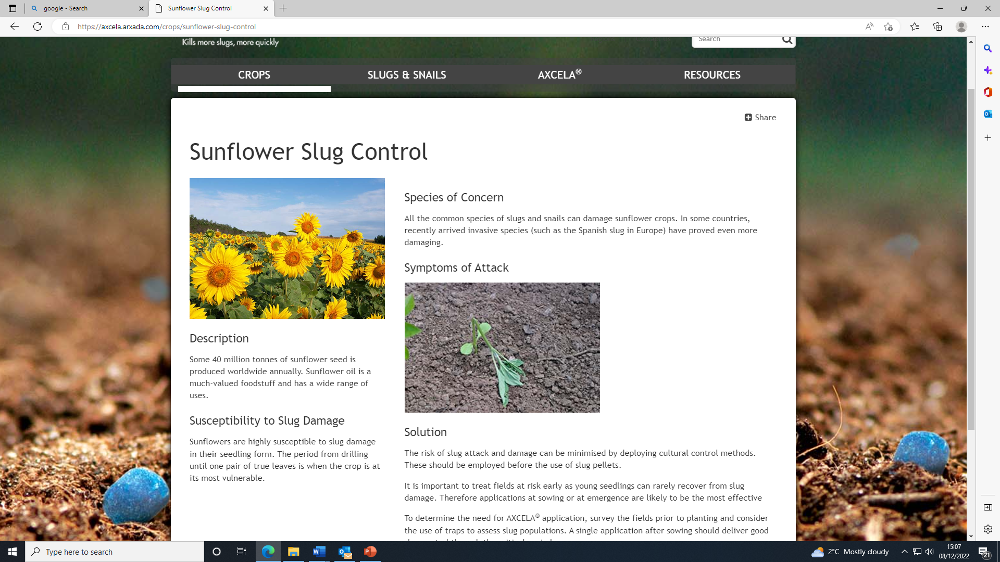 google - Search
Sunflower Slug Control
https://axcela.arxada.com/crops/sunflower-slug-control
Kills more slugs, more quickly
Search
CROPS
SLUGS & SNAILS
AXCELA®
RESOURCES
Share
Sunflower Slug Control
Description
Some 40 million tonnes of sunflower seed is
produced worldwide annually. Sunflower oil is a
much-valued foodstuff and has a wide range of
uses.
Susceptibility to Slug Damage
Sunflowers are highly susceptible to slug damage
in their seedling form. The period from drilling
until one pair of true leaves is when the crop is at
its most vulnerable.
Species of Concern
All the common species of slugs and snails can damage sunflower crops. In some countries,
recently arrived invasive species (such as the Spanish slug in Europe) have proved even more
damaging.
Symptoms of Attack
Solution
The risk of slug attack and damage can be minimised by deploying cultural control methods.
These should be employed before the use of slug pellets.
It is important to treat fields at risk early as young seedlings can rarely recover from slug
damage. Therefore applications at sowing or at emergence are likely to be the most effective
To determine the need for AXCELA® application, survey the fields prior to planting and consider
the use of traps to assess slug populations. A single application after sowing should deliver good
Type here to search
2°C Mostly cloudy
15:07
08/12/2022
21